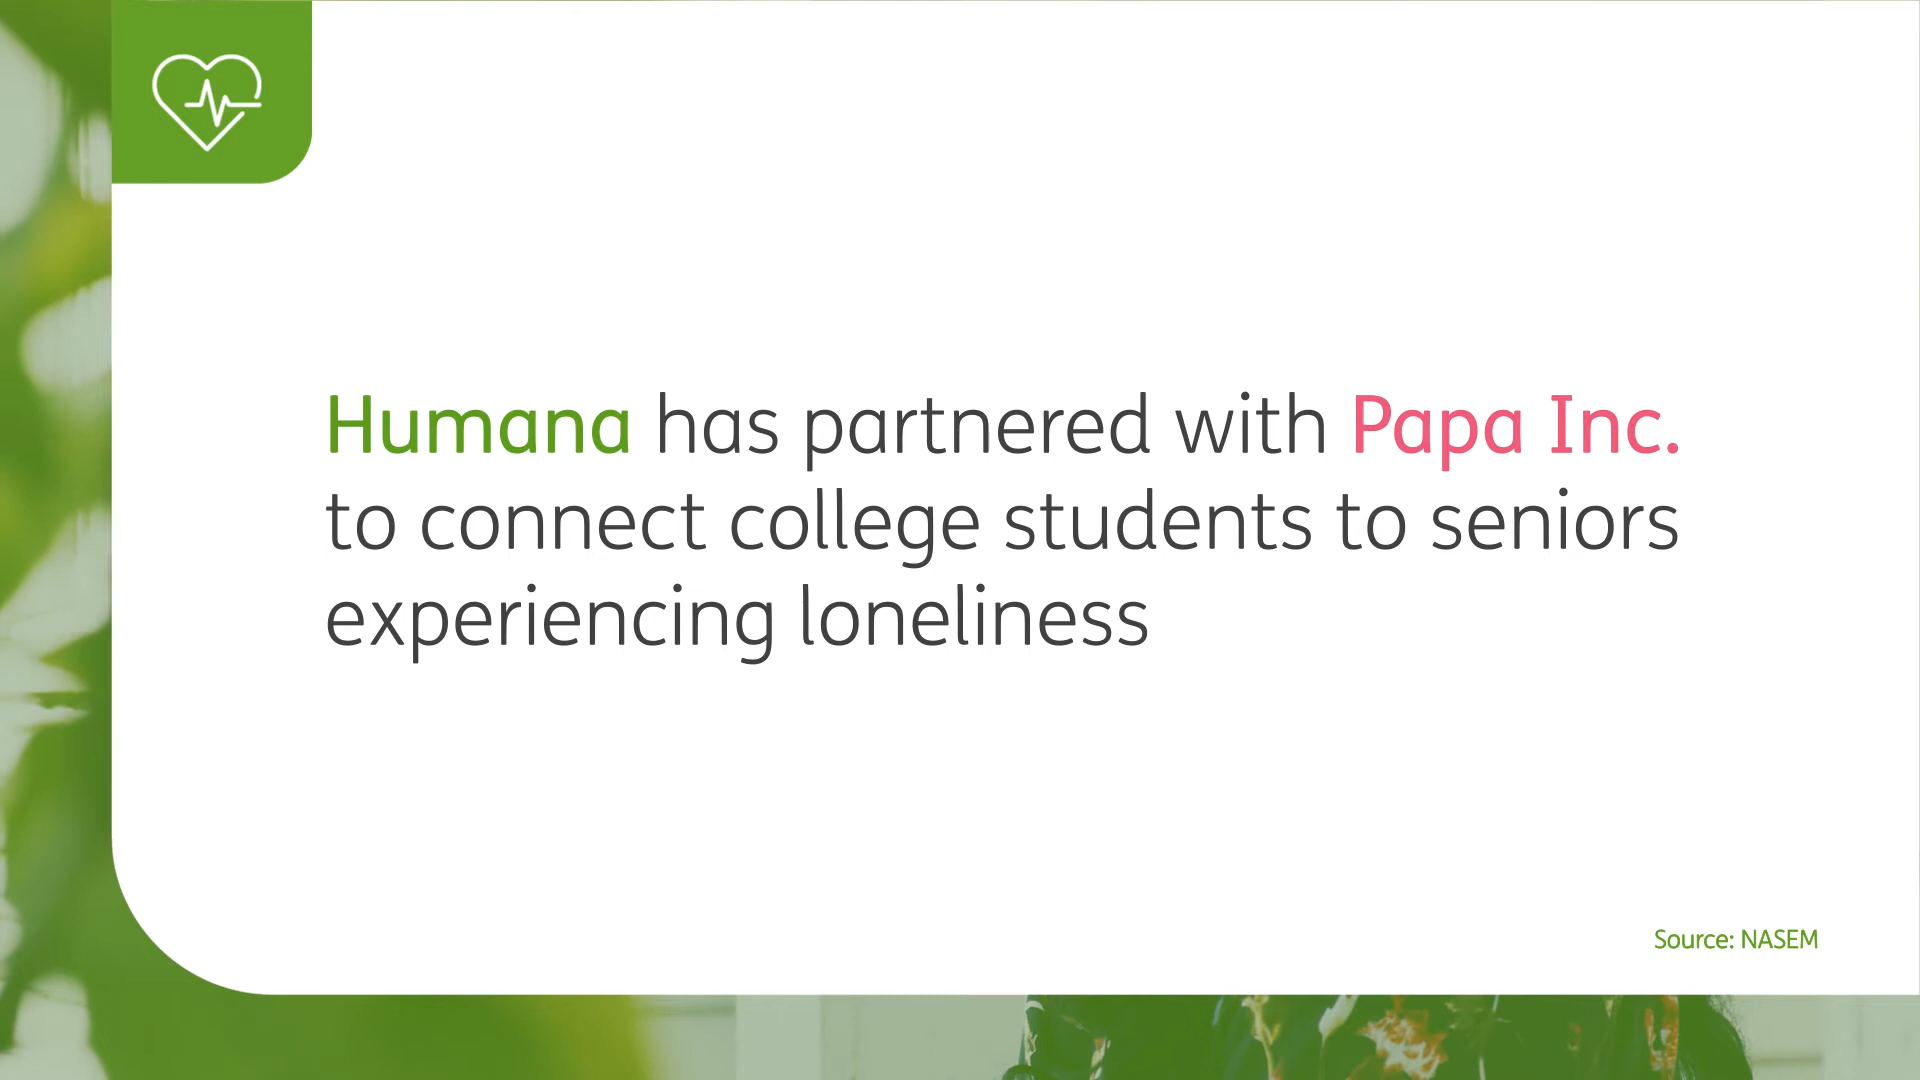 Humana has partnered with Papa Inc.
to connect college students to seniors
experiencing loneliness
Source: NASEM